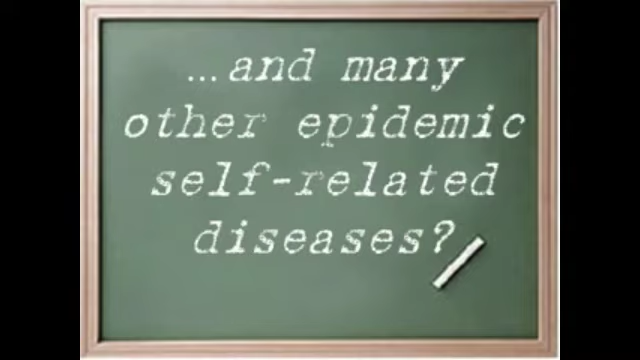 ...and many
other epidemic
self-related
diseases?